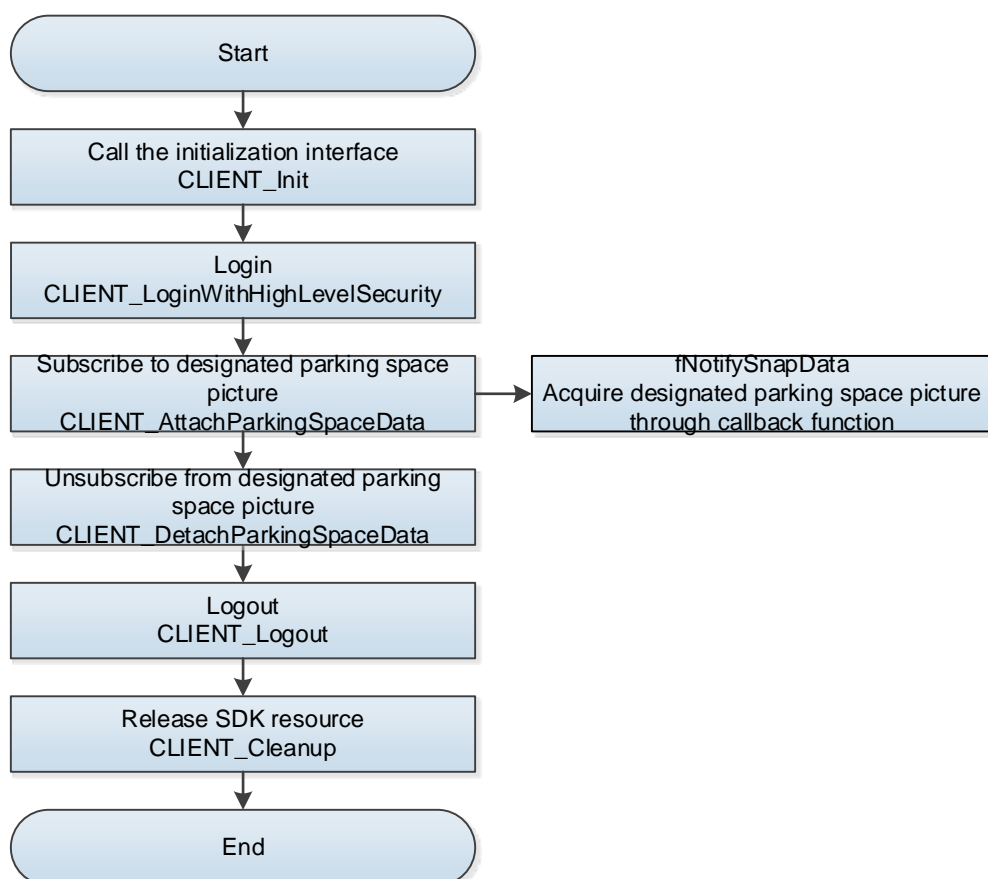 Start
Call the initialization interface
CLIENT_Init
Login
CLIENT_LoginWithHighLevelSecurity
Subscribe to designated parking space
picture
CLIENT_AttachParkingSpaceData
fNotifySnapData
Acquire designated parking space picture
through callback function
Unsubscribe from designated parking
space picture
CLIENT_DetachParkingSpaceData
Logout
CLIENT_Logout
Release SDK resource
CLIENT_Cleanup
End